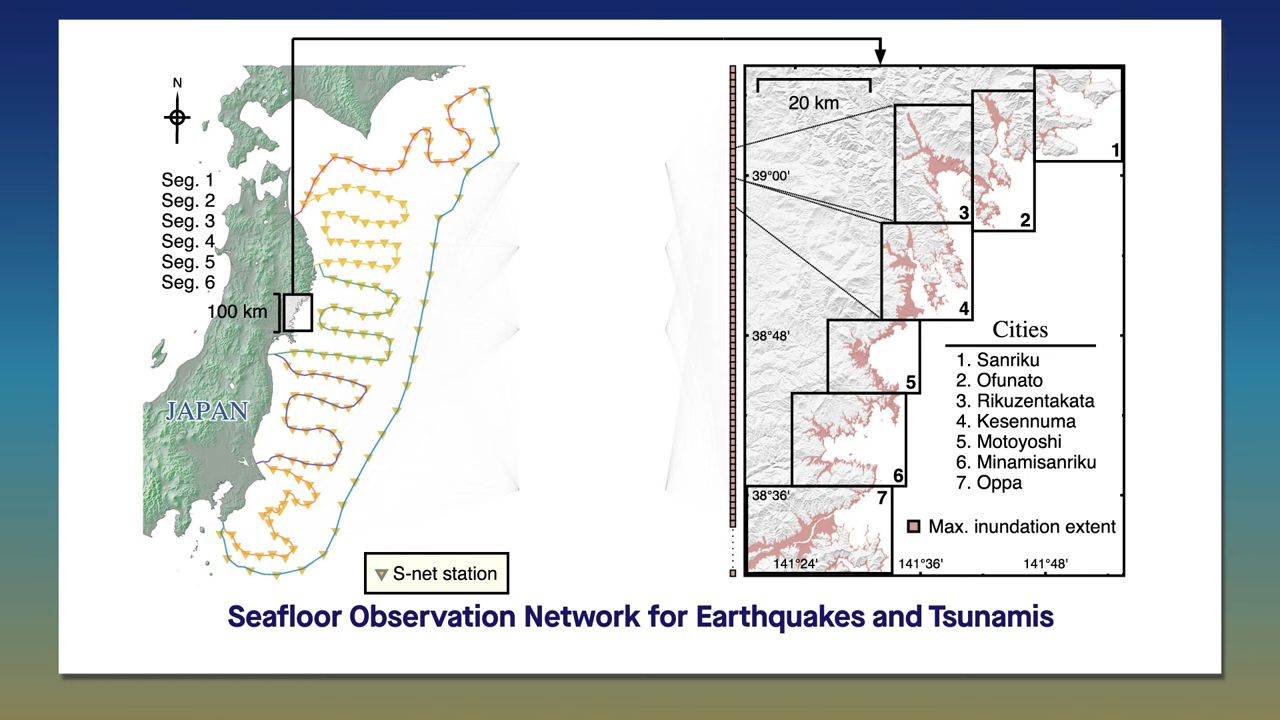 N
Seg. 1
Seg. 2
Seg. 3
Seg. 4
Seg. 5
Seg. 6
100 km
JAPAN
S-net station
20 km
39°00'
38°48'
38°36'
141°24'
141°36'
141°48'
1
2
3
4
5
6
7
Cities
1. Sanriku
2. Ofunato
3. Rikuzentakata
4. Kesennuma
5. Motoyoshi
6. Minamisanriku
7. Oppa
Max. inundation extent
Seafloor Observation Network for Earthquakes and Tsunamis